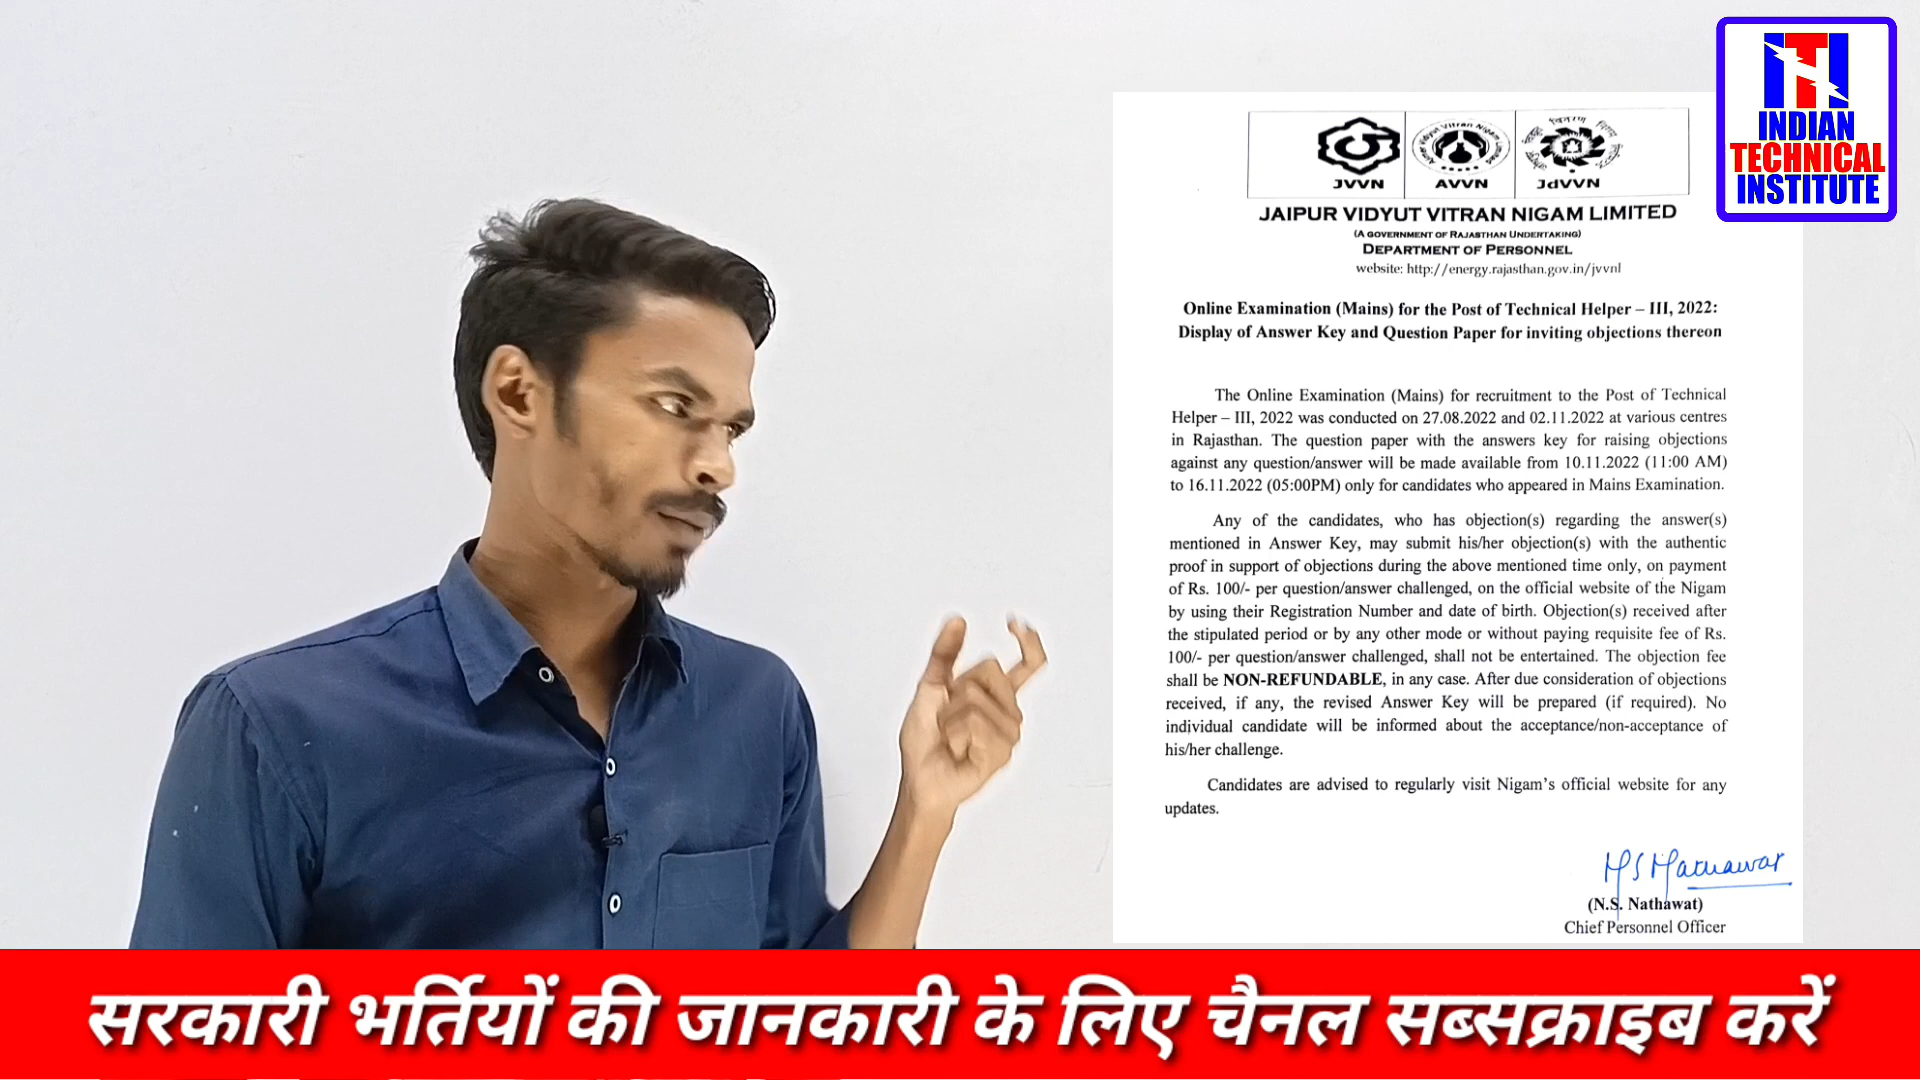 ITI
INDIAN
TECHNICAL
INSTITUTE
JVVN
AVVN
JdVVN
JAIPUR VIDYUT VITRAN NIGAM LIMITED
(A GOVERNMENT OF RAJASTHAN UNDERTAKING)
DEPARTMENT OF PERSONNEL
website: http://energy.rajasthan.gov.in/jvvnl
Online Examination (Mains) for the Post of Technical Helper – III, 2022:
Display of Answer Key and Question Paper for inviting objections thereon
The Online Examination (Mains) for recruitment to the Post of Technical
Helper – III, 2022 was conducted on 27.08.2022 and 02.11.2022 at various centres
in Rajasthan. The question paper with the answers key for raising objections
against any question/answer will be made available from 10.11.2022 (11:00 AM)
to 16.11.2022 (05:00PM) only for candidates who appeared in Mains Examination.
Any of the candidates, who has objection(s) regarding the answer(s)
mentioned in Answer Key, may submit his/her objection(s) with the authentic
proof in support of objections during the above mentioned time only, on payment
of Rs. 100/- per question/answer challenged, on the official website of the Nigam
by using their Registration Number and date of birth. Objection(s) received after
the stipulated period or by any other mode or without paying requisite fee of Rs.
100/- per question/answer challenged, shall not be entertained. The objection fee
shall be NON-REFUNDABLE, in any case. After due consideration of objections
received, if any, the revised Answer Key will be prepared (if required). No
individual candidate will be informed about the acceptance/non-acceptance of
his/her challenge.
Candidates are advised to regularly visit Nigam's official website for any
updates.
(N.S. Nathawat)
Chief Personnel Officer
सरकारी भर्तियों की जानकारी के लिए चैनल सब्सक्राइब करें